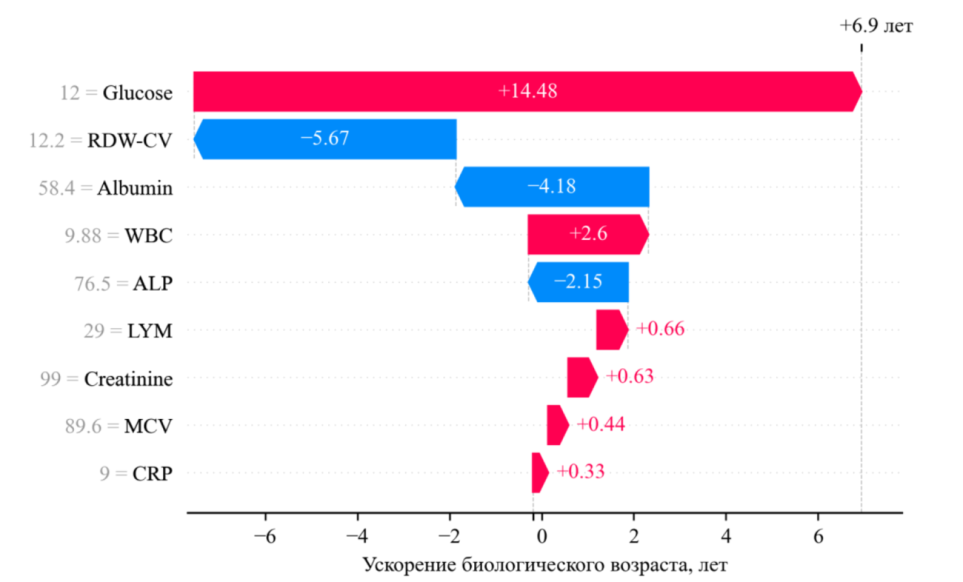 +6.9 лет
12 = Glucose +14.48
12.2 = RDW-CV −5.67
58.4 = Albumin −4.18
9.88 = WBC +2.6
76.5 = ALP −2.15
29 = LYM +0.66
99 = Creatinine +0.63
89.6 = MCV +0.44
9 = CRP +0.33
−6 −4 −2 0 2 4 6
Ускорение биологического возраста, лет